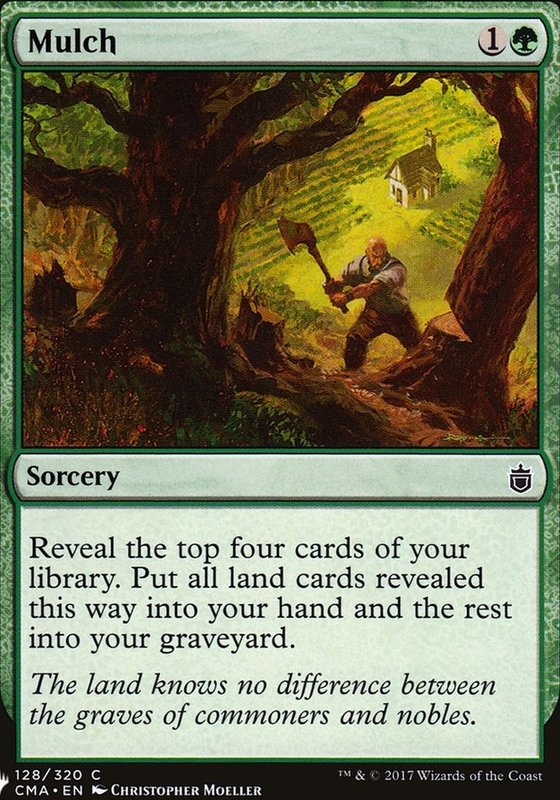 Mulch 1
Sorcery
Reveal the top four cards of your
library. Put all land cards revealed
this way into your hand and the rest
into your graveyard.
The land knows no difference between
the graves of commoners and nobles.
128/320 C
CMA • EN Christopher Moeller
™ & © 2017 Wizards of the Coast